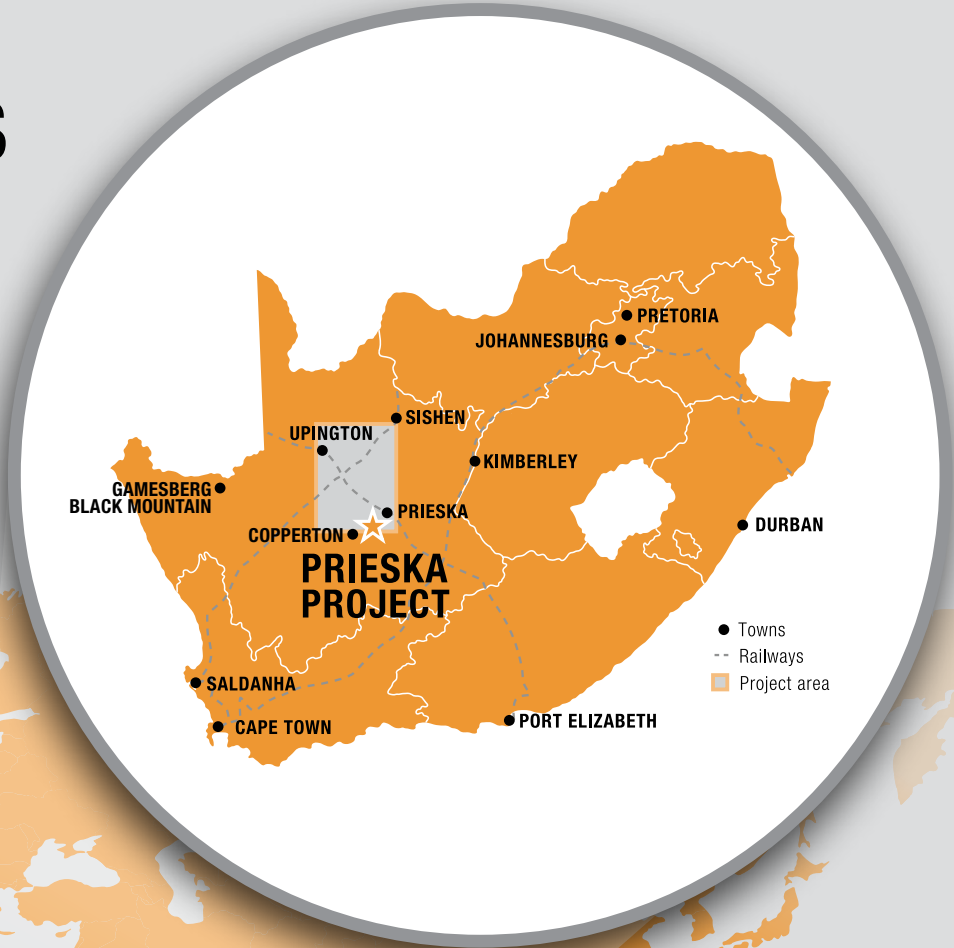 S
PRETORIA
JOHANNESBURG
SISHEN
UPINGTON
KIMBERLEY
GAMESBERG
BLACK MOUNTAIN
PRIESKA
COPPERTON
DURBAN
PRIESKA
PROJECT
Towns
Railways
Project area
SALDANHA
CAPE TOWN
PORT ELIZABETH